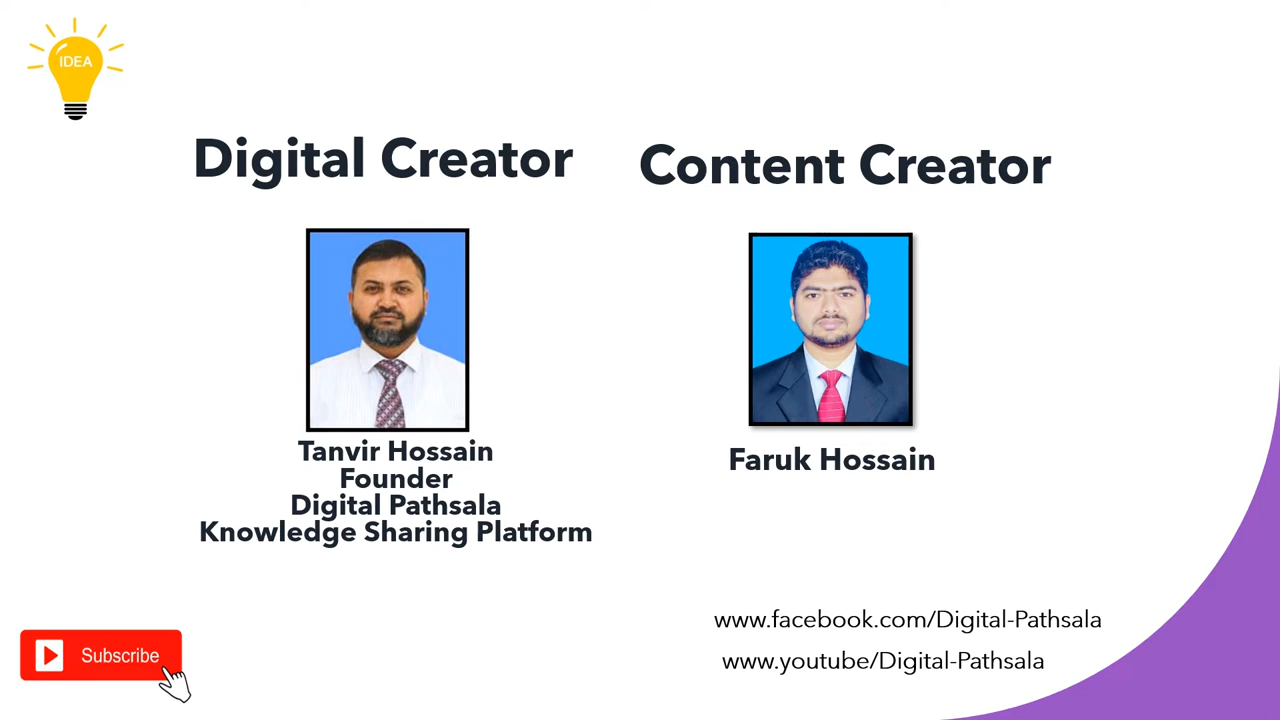 IDEA
Digital Creator
Content Creator
Tanvir Hossain
Founder
Digital Pathsala
Knowledge Sharing Platform
Faruk Hossain
www.facebook.com/Digital-Pathsala
www.youtube/Digital-Pathsala
Subscribe